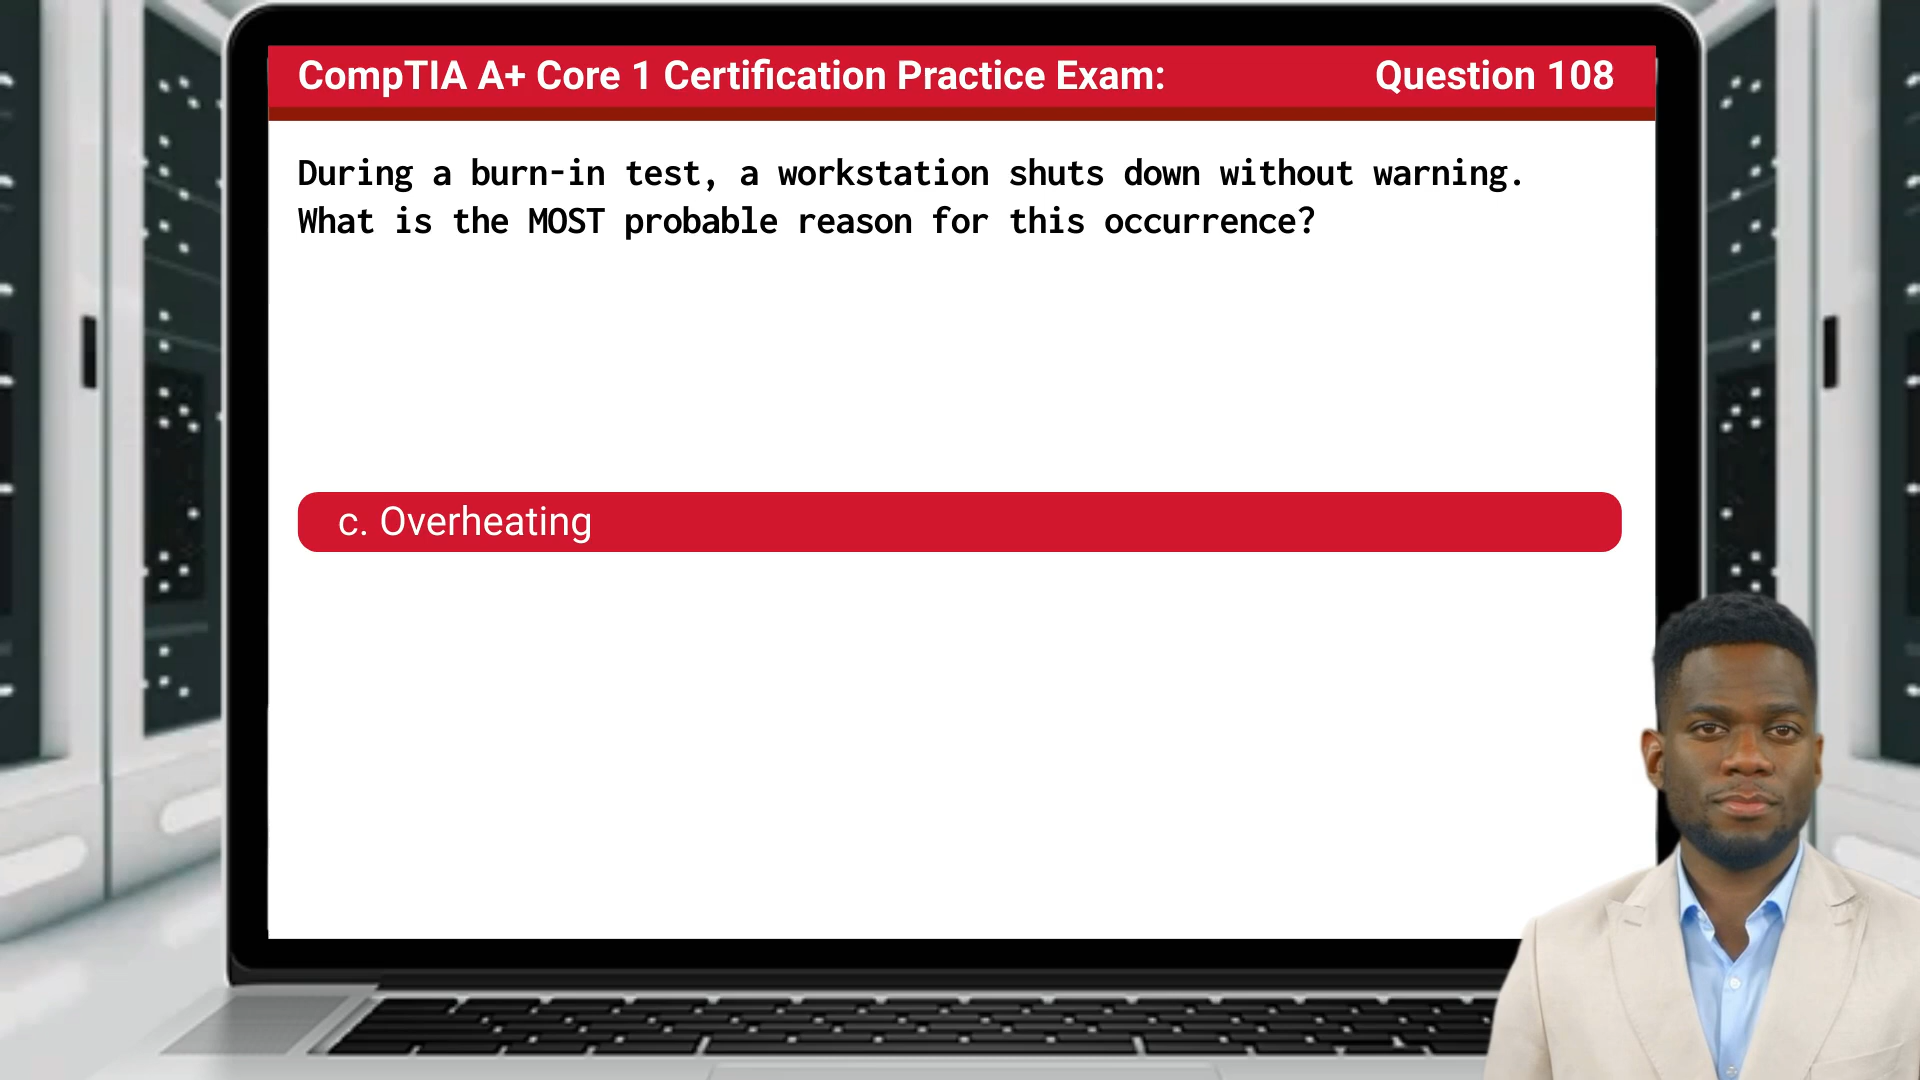 CompTIA A+ Core 1 Certification Practice Exam: Question 108
During a burn-in test, a workstation shuts down without warning.
What is the MOST probable reason for this occurrence?
c. Overheating